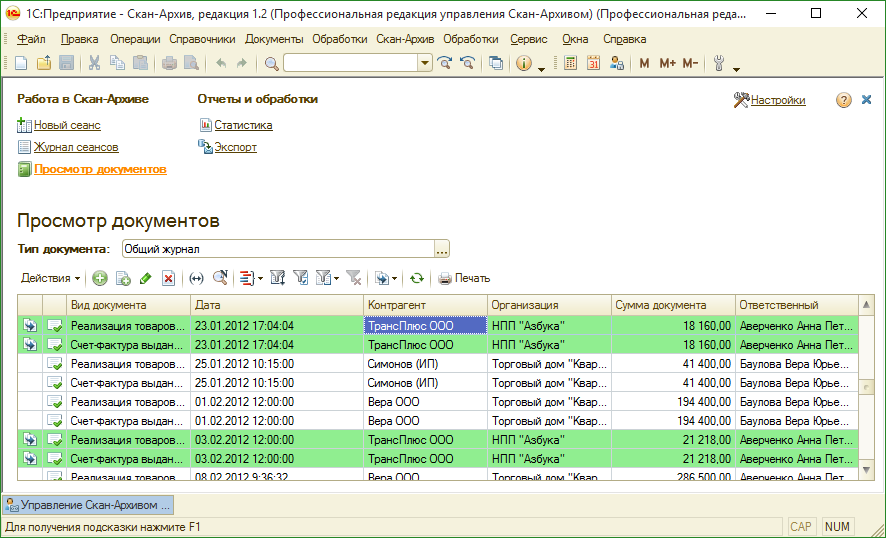 1С:Предприятие - Скан-Архив, редакция 1.2 (Профессиональная редакция управления Скан-Архивом) (Профессиональная реда...
Файл Правка Операции Справочники Документы Обработки Скан-Архив Обработки Сервис Окна Справка
M M+ M-
Работа в Скан-Архиве Отчеты и обработки Настройки
Новый сеанс Статистика
Журнал сеансов Экспорт
Просмотр документов
Просмотр документов
Тип документа: Общий журнал ...
Действия Печать
Вид документа Дата Контрагент Организация Сумма документа Ответственный
Реализация товаров... 23.01.2012 17:04:04 ТрансПлюс ООО НПП "Азбука" 18 160,00 Аверченко Анна Пет...
Счет-фактура выдан... 23.01.2012 17:04:04 ТрансПлюс ООО НПП "Азбука" 18 160,00 Аверченко Анна Пет...
Реализация товаров... 25.01.2012 10:15:00 Симонов (ИП) Торговый дом "Квар... 41 400,00 Баулова Вера Юрье...
Счет-фактура выдан... 25.01.2012 10:15:00 Симонов (ИП) Торговый дом "Квар... 41 400,00 Баулова Вера Юрье...
Реализация товаров... 01.02.2012 12:00:00 Вера ООО Торговый дом "Квар... 194 400,00 Баулова Вера Юрье...
Счет-фактура выдан... 01.02.2012 12:00:00 Вера ООО Торговый дом "Квар... 194 400,00 Баулова Вера Юрье...
Реализация товаров... 03.02.2012 12:00:00 ТрансПлюс ООО НПП "Азбука" 21 218,00 Аверченко Анна Пет...
Счет-фактура выдан... 03.02.2012 12:00:00 ТрансПлюс ООО НПП "Азбука" 21 218,00 Аверченко Анна Пет...
Реализация товаров... 08.02.2012 9:36:32 Вера ООО Торговый дом "Квар... 286 500,00 Аверченко Анна Пет...
Управление Скан-Архивом ...
Для получения подсказки нажмите F1 CAP NUM